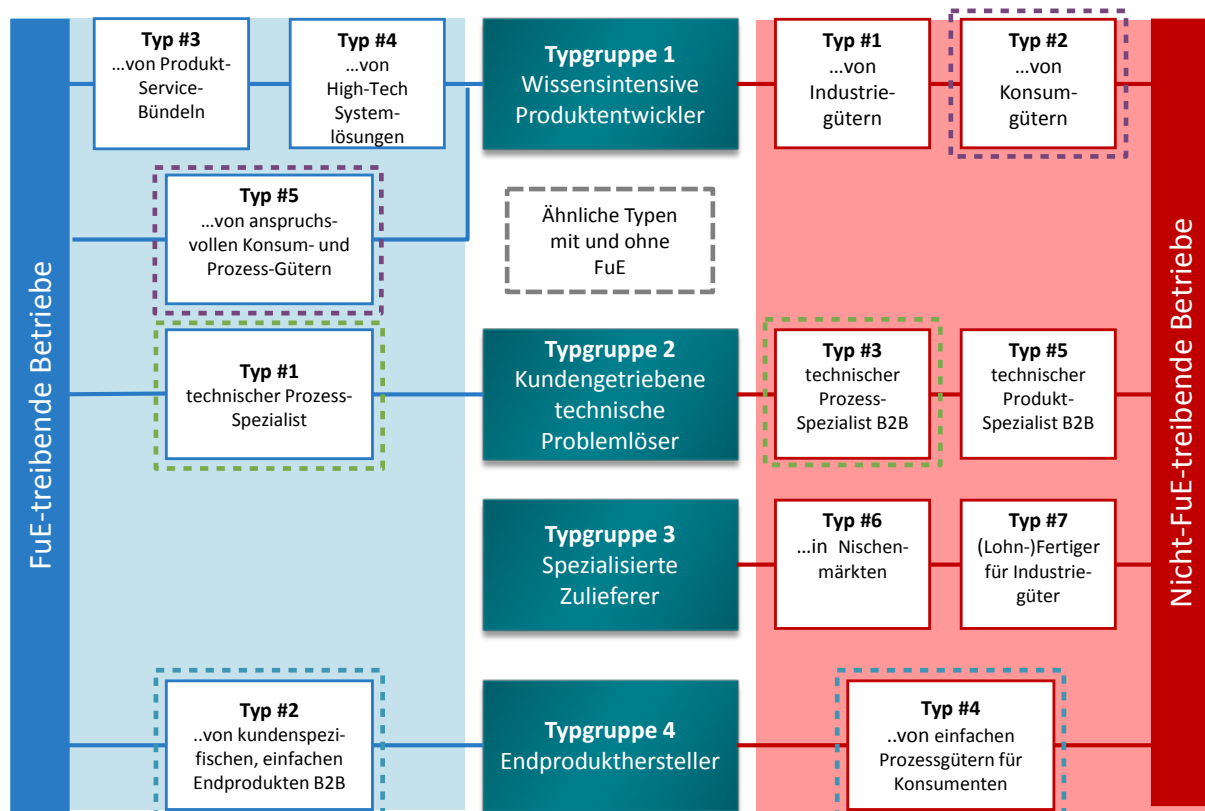 FuE-treibende Betriebe
Typ #3
...von Produkt-
Service-
Bündeln
Typ #4
...von
High-Tech
System-
lösungen
Typgruppe 1
Wissensintensive
Produktentwickler
Typ #1
...von
Industrie-
gütern
Typ #2
...von
Konsum-
gütern
Typ #5
...von anspruchs-
vollen Konsum- und
Prozess-Gütern
Ähnliche Typen
mit und ohne
FuE
Typ #1
technischer Prozess-
Spezialist
Typgruppe 2
Kundengetriebene
technische
Problemlöser
Typ #3
technischer
Prozess-
Spezialist B2B
Typ #5
technischer
Produkt-
Spezialist B2B
Typgruppe 3
Spezialisierte
Zulieferer
Typ #6
...in Nischen-
märkten
Typ #7
(Lohn-)Fertiger
für Industrie-
güter
Typ #2
..von kundenspezi-
fischen, einfachen
Endprodukten B2B
Typgruppe 4
Endprodukthersteller
Typ #4
..von einfachen
Prozessgütern für
Konsumenten
Nicht-FuE-treibende Betriebe